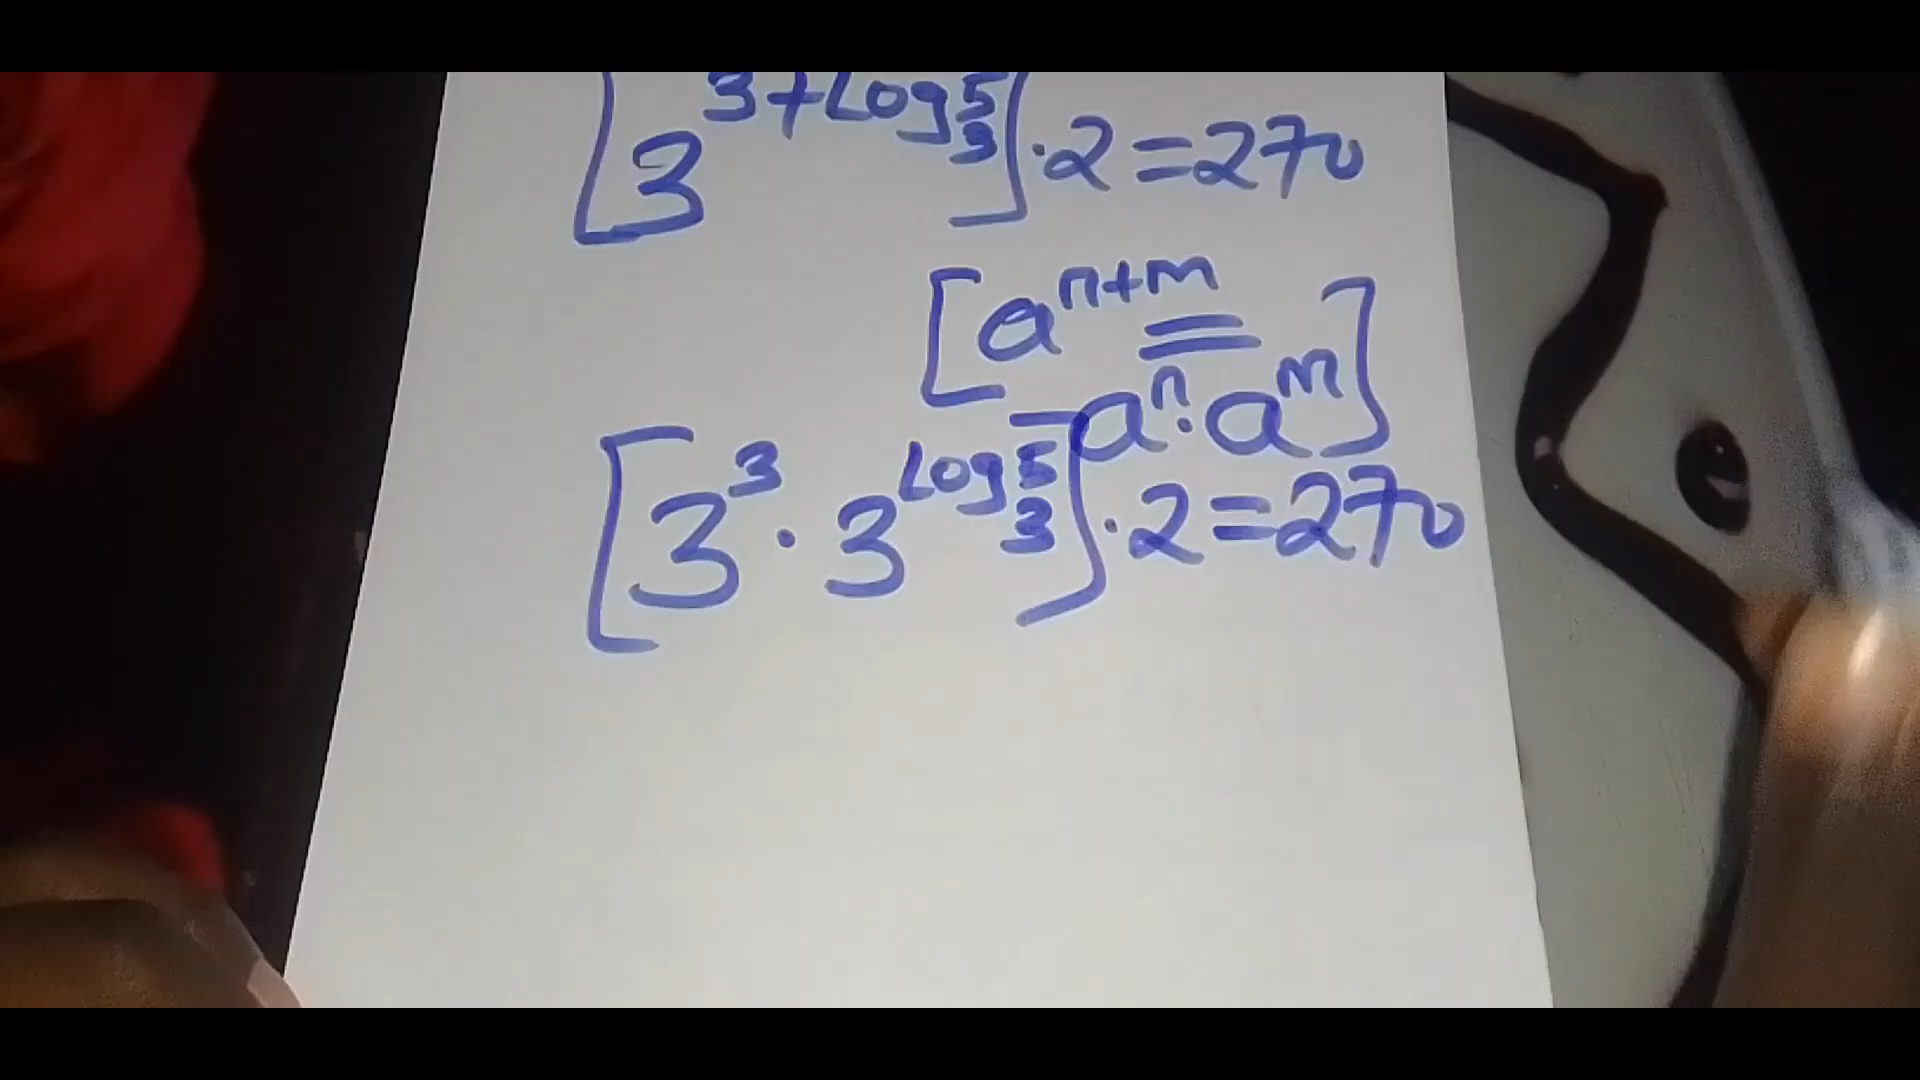 [3^{3+Log_3^5}]·2=270
[a^{n+m} =
= a^n·a^m]
[3^3·3^{Log_3^5}]·2=270